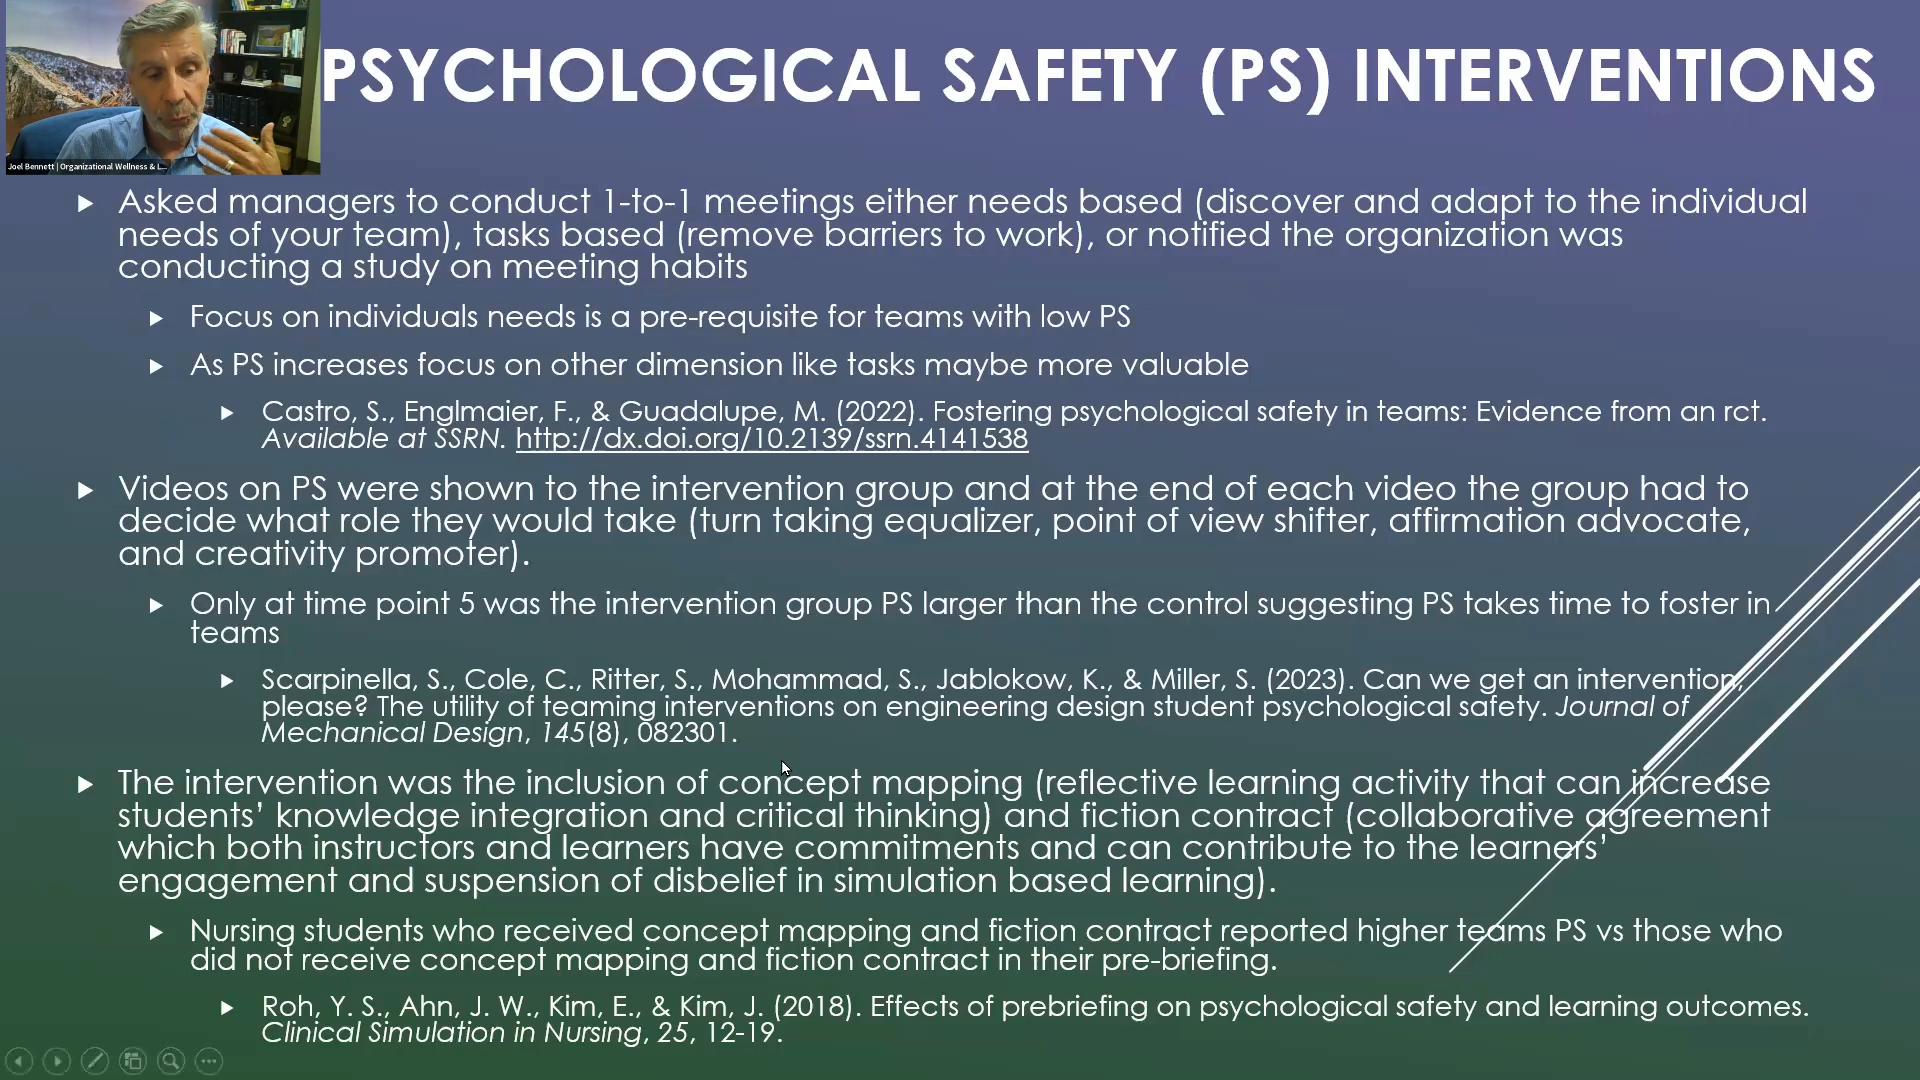 PSYCHOLOGICAL SAFETY (PS) INTERVENTIONS
Joel Bennett | Organizational Wellness & L...
Asked managers to conduct 1-to-1 meetings either needs based (discover and adapt to the individual
needs of your team), tasks based (remove barriers to work), or notified the organization was
conducting a study on meeting habits
Focus on individuals needs is a pre-requisite for teams with low PS
As PS increases focus on other dimension like tasks maybe more valuable
Castro, S., Englmaier, F., & Guadalupe, M. (2022). Fostering psychological safety in teams: Evidence from an rct.
Available at SSRN. http://dx.doi.org/10.2139/ssrn.4141538
Videos on PS were shown to the intervention group and at the end of each video the group had to
decide what role they would take (turn taking equalizer, point of view shifter, affirmation advocate,
and creativity promoter).
Only at time point 5 was the intervention group PS larger than the control suggesting PS takes time to foster in
teams
Scarpinella, S., Cole, C., Ritter, S., Mohammad, S., Jablokow, K., & Miller, S. (2023). Can we get an intervention,
please? The utility of teaming interventions on engineering design student psychological safety. Journal of
Mechanical Design, 145(8), 082301.
The intervention was the inclusion of concept mapping (reflective learning activity that can increase
students’ knowledge integration and critical thinking) and fiction contract (collaborative agreement
which both instructors and learners have commitments and can contribute to the learners’
engagement and suspension of disbelief in simulation based learning).
Nursing students who received concept mapping and fiction contract reported higher teams PS vs those who
did not receive concept mapping and fiction contract in their pre-briefing.
Roh, Y. S., Ahn, J. W., Kim, E., & Kim, J. (2018). Effects of prebriefing on psychological safety and learning outcomes.
Clinical Simulation in Nursing, 25, 12-19.